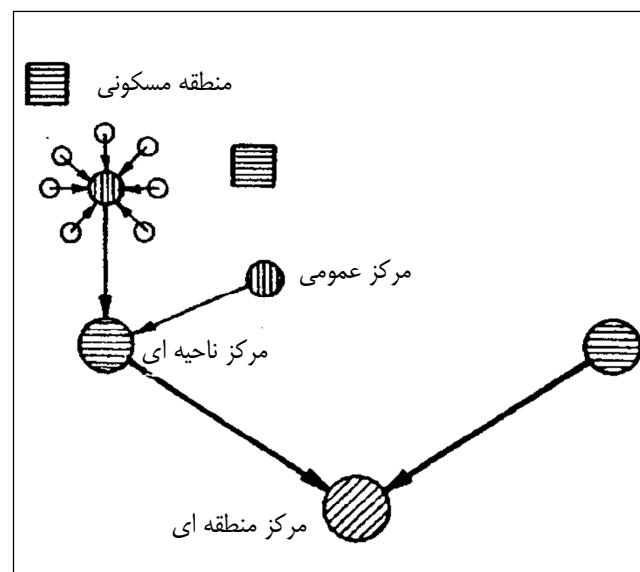 منطقه مسکونی
مرکز عمومی
مرکز ناحیه ای
مرکز منطقه ای